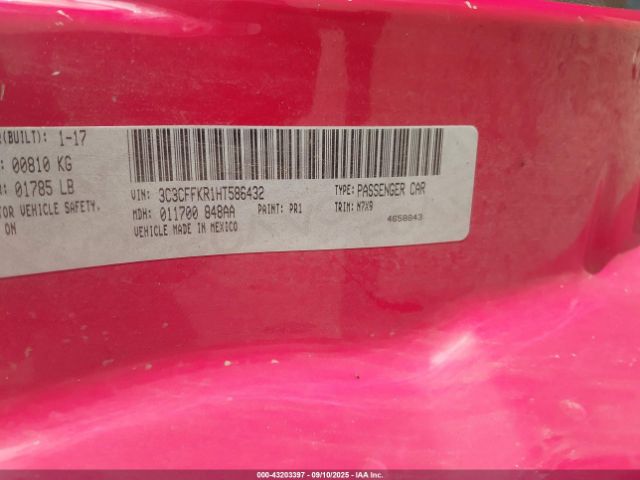 R(BUILT): 1-17
: 00810 KG
: 01785 LB
TOR VEHICLE SAFETY,
ON
VIN: 3C3CFFKR1HT586432
TYPE: PASSENGER CAR
MDH: 011700 848AA
PAINT: PR1
TRIM: N7X9
VEHICLE MADE IN MEXICO
4658843
000-43203397 - 09/10/2025 - IAA Inc.